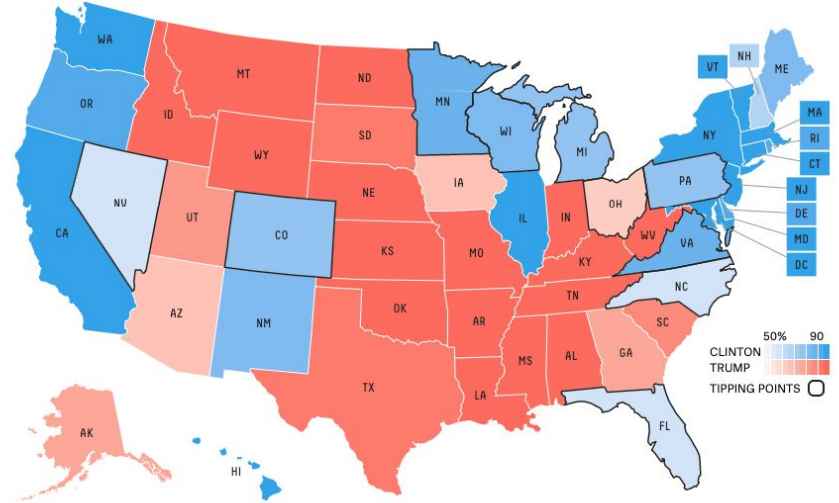 WA
OR
CA
NV
ID
MT
WY
UT
AZ
CO
NM
ND
SD
NE
KS
OK
TX
MN
IA
MO
AR
LA
WI
IL
MS
MI
IN
KY
TN
AL
OH
WV
VA
NC
SC
GA
FL
PA
NY
VT
NH
ME
MA
RI
CT
NJ
DE
MD
DC
AK
HI
50% 90
CLINTON
TRUMP
TIPPING POINTS